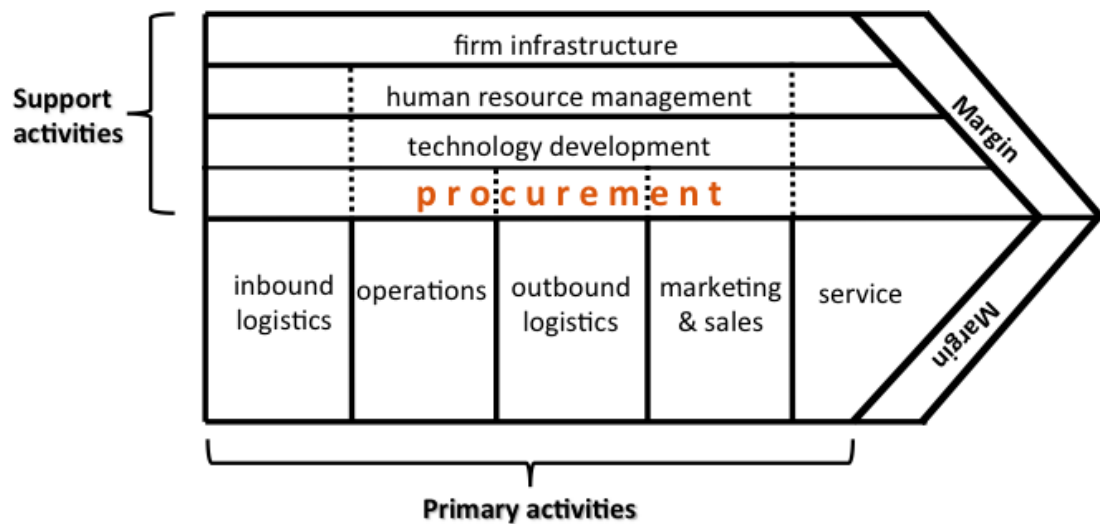 firm infrastructure
Support
activities
human resource management
technology development
procurement
Margin
inbound
logistics
operations
outbound
logistics
marketing
& sales
service
Margin
Primary activities